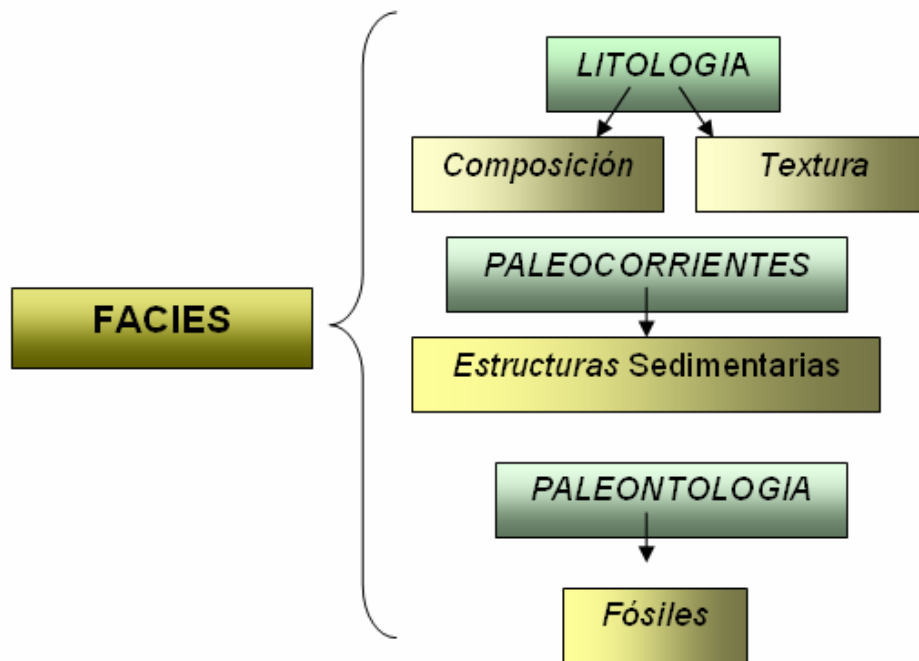 LITOLOGIA
Composición
Textura
PALEOCORRIENTES
FACIES
Estructuras Sedimentarias
PALEONTOLOGIA
Fósiles